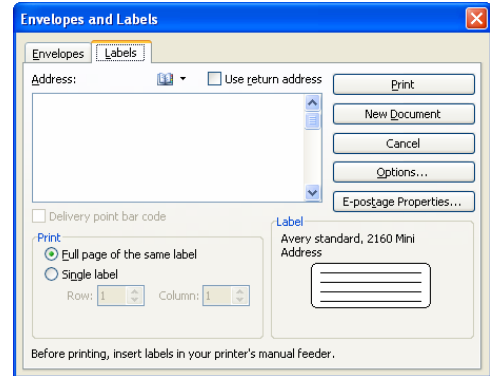 Envelopes and Labels
Envelopes Labels
Address:
Use return address
Print
New Document
Cancel
Options...
E-postage Properties...
Delivery point bar code
Print
Full page of the same label
Single label
Row: 1 Column: 1
Label
Avery standard, 2160 Mini
Address
Before printing, insert labels in your printer's manual feeder.